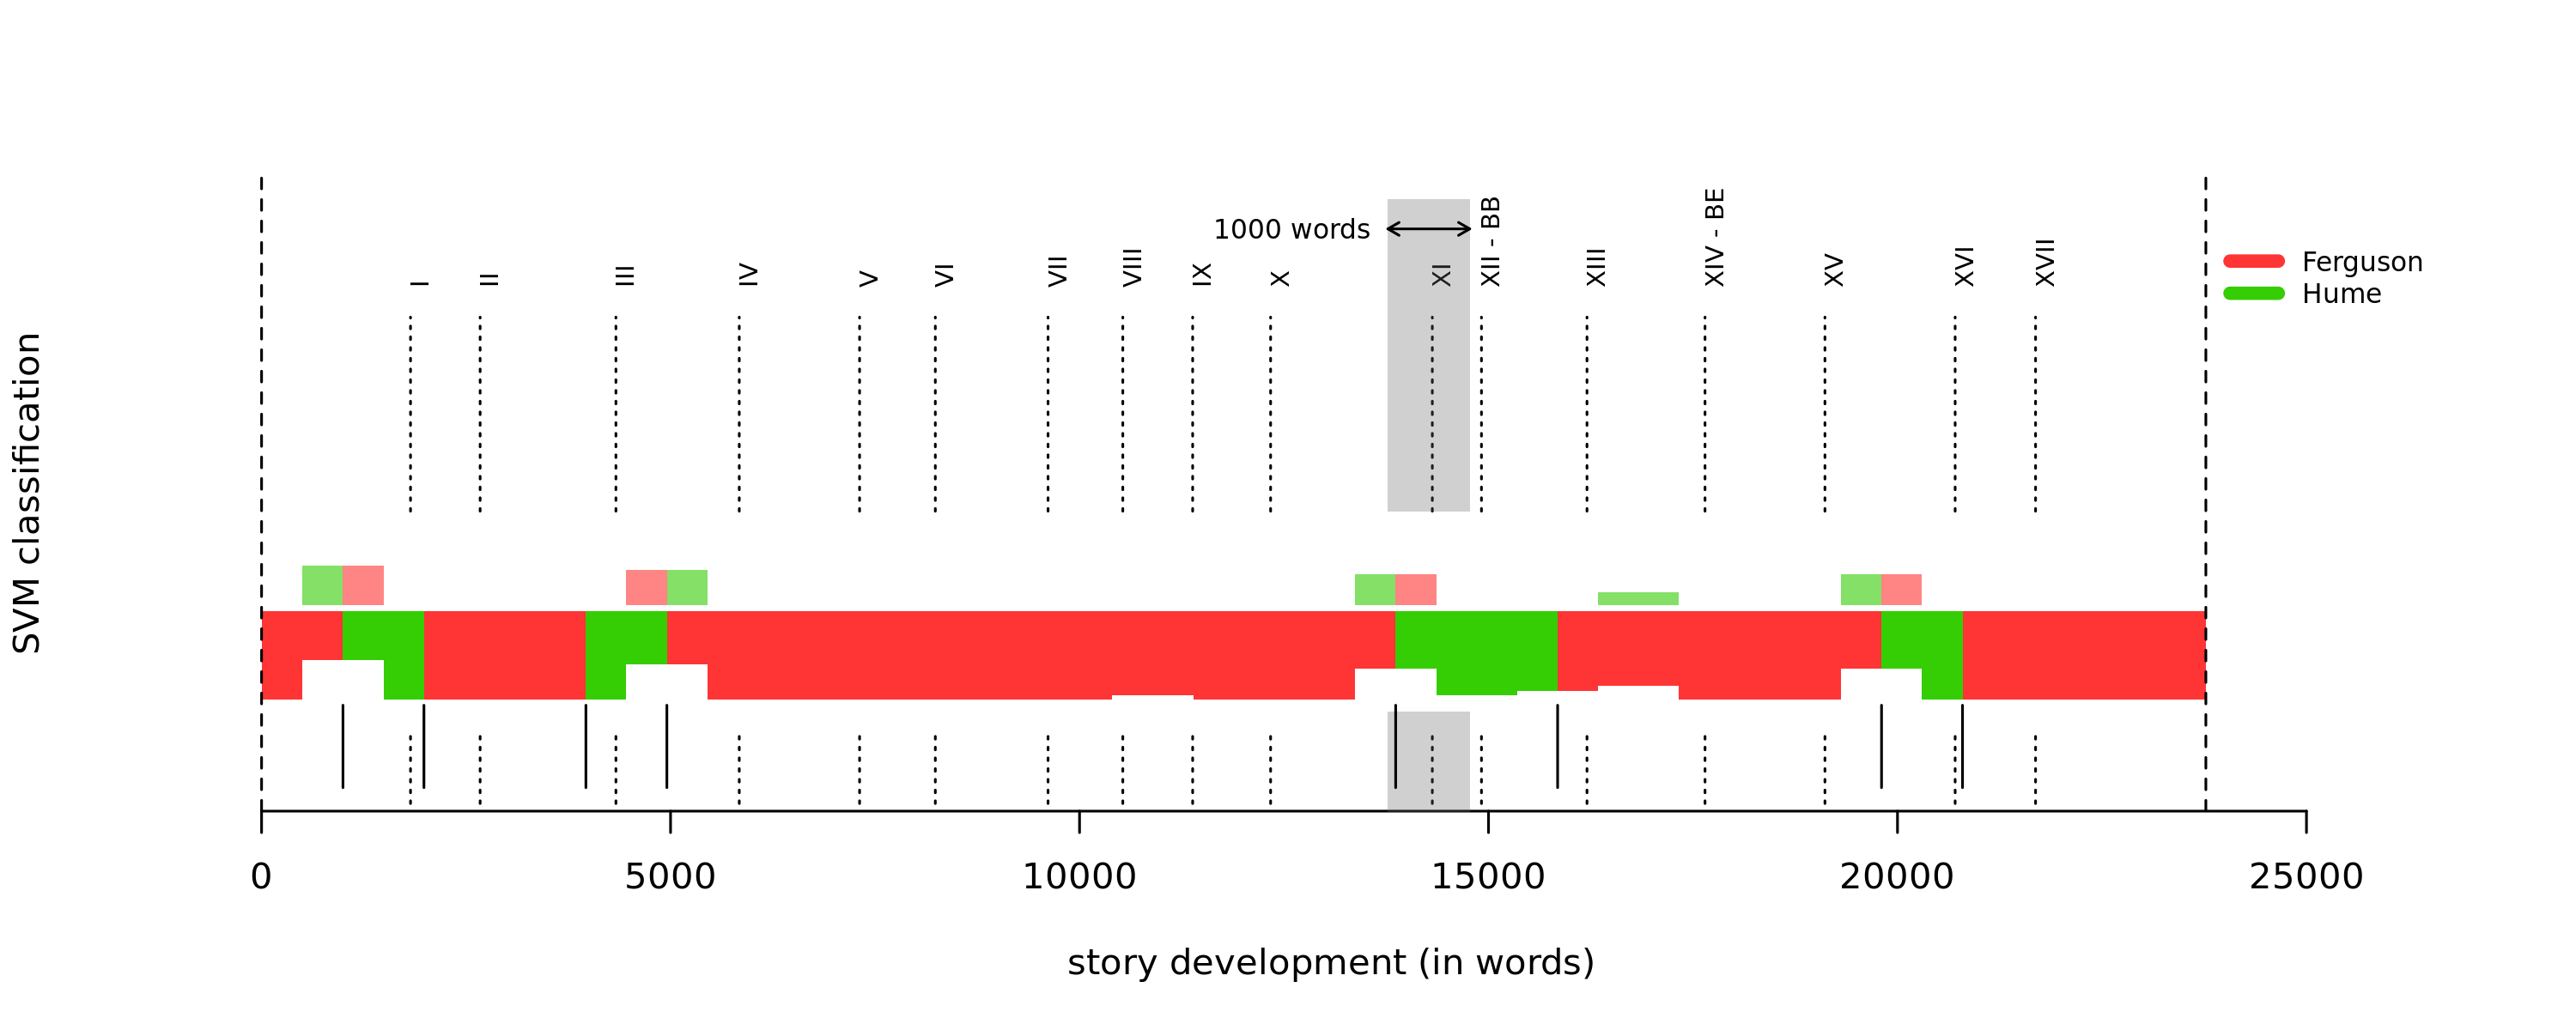 SVM classification
1000 words
I
II
III
IV
V
VI
VII
VIII
IX
X
XI
XII - BB
XIII
XIV - BE
XV
XVI
XVII
Ferguson
Hume
0
5000
10000
15000
20000
25000
story development (in words)